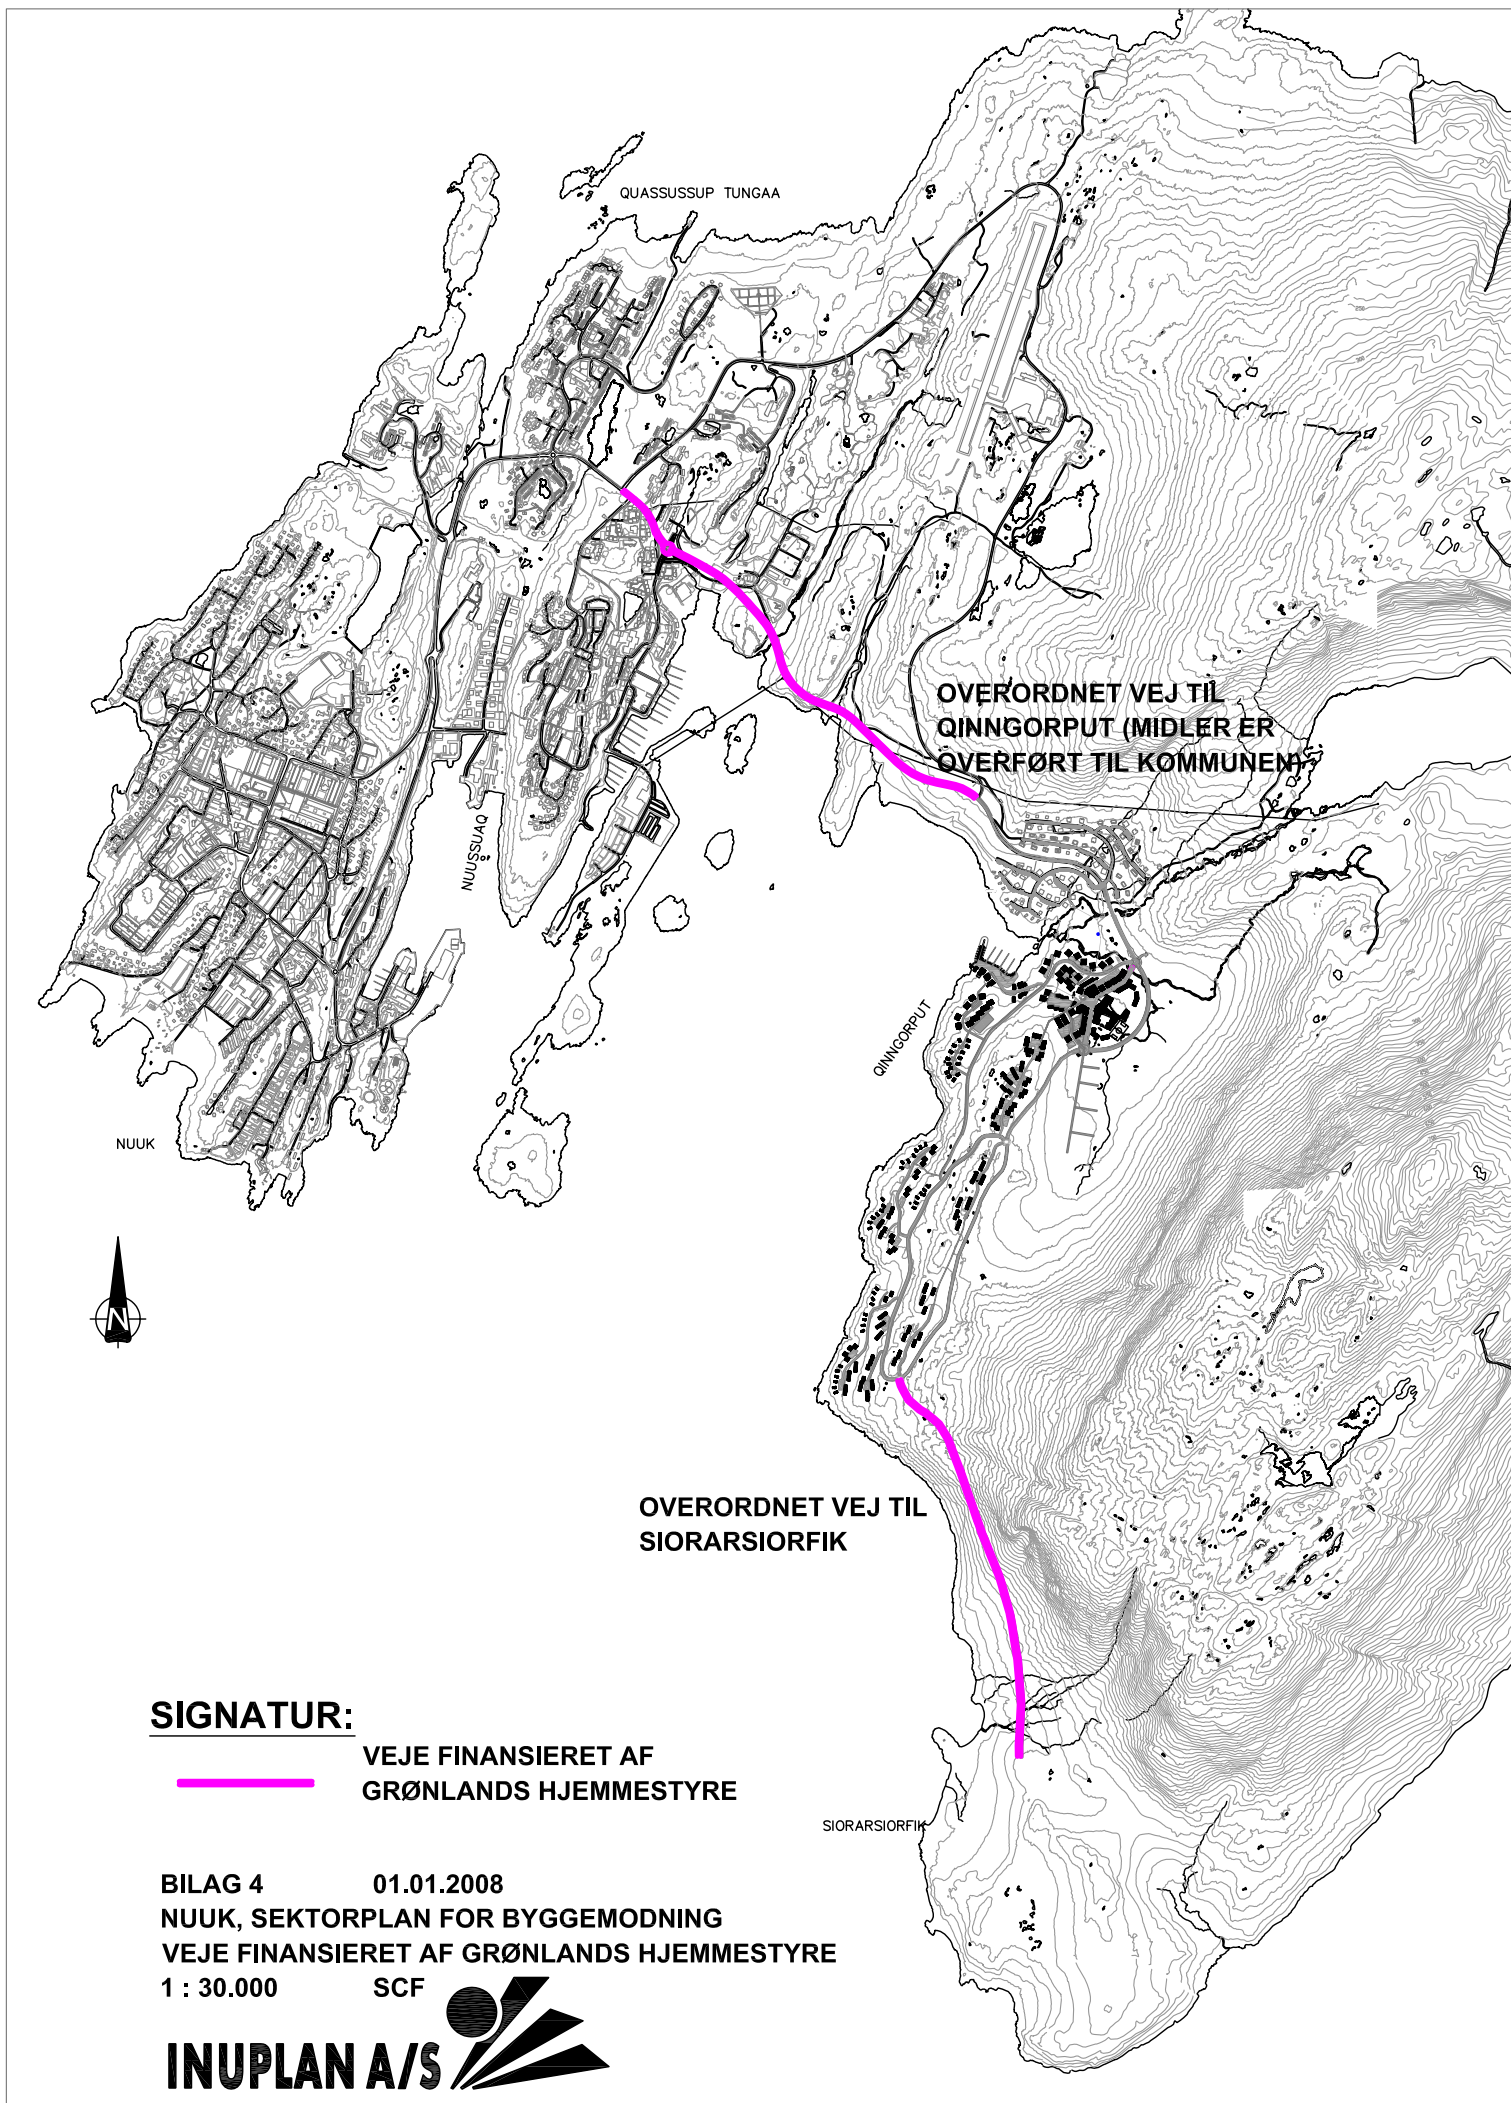 QUASSUSSUP TUNGAA
OVERORDNET VEJ TIL
QINNGORPUT (MIDLER ER
OVERFØRT TIL KOMMUNEN)
NUUSSUAQ
QINNGORPUT
NUUK
N
OVERORDNET VEJ TIL
SIORARSIORFIK
SIGNATUR:
VEJE FINANSIERET AF
GRØNLANDS HJEMMESTYRE
SIORARSIORFIK
BILAG 4 01.01.2008
NUUK, SEKTORPLAN FOR BYGGEMODNING
VEJE FINANSIERET AF GRØNLANDS HJEMMESTYRE
1 : 30.000 SCF
INUPLAN A/S